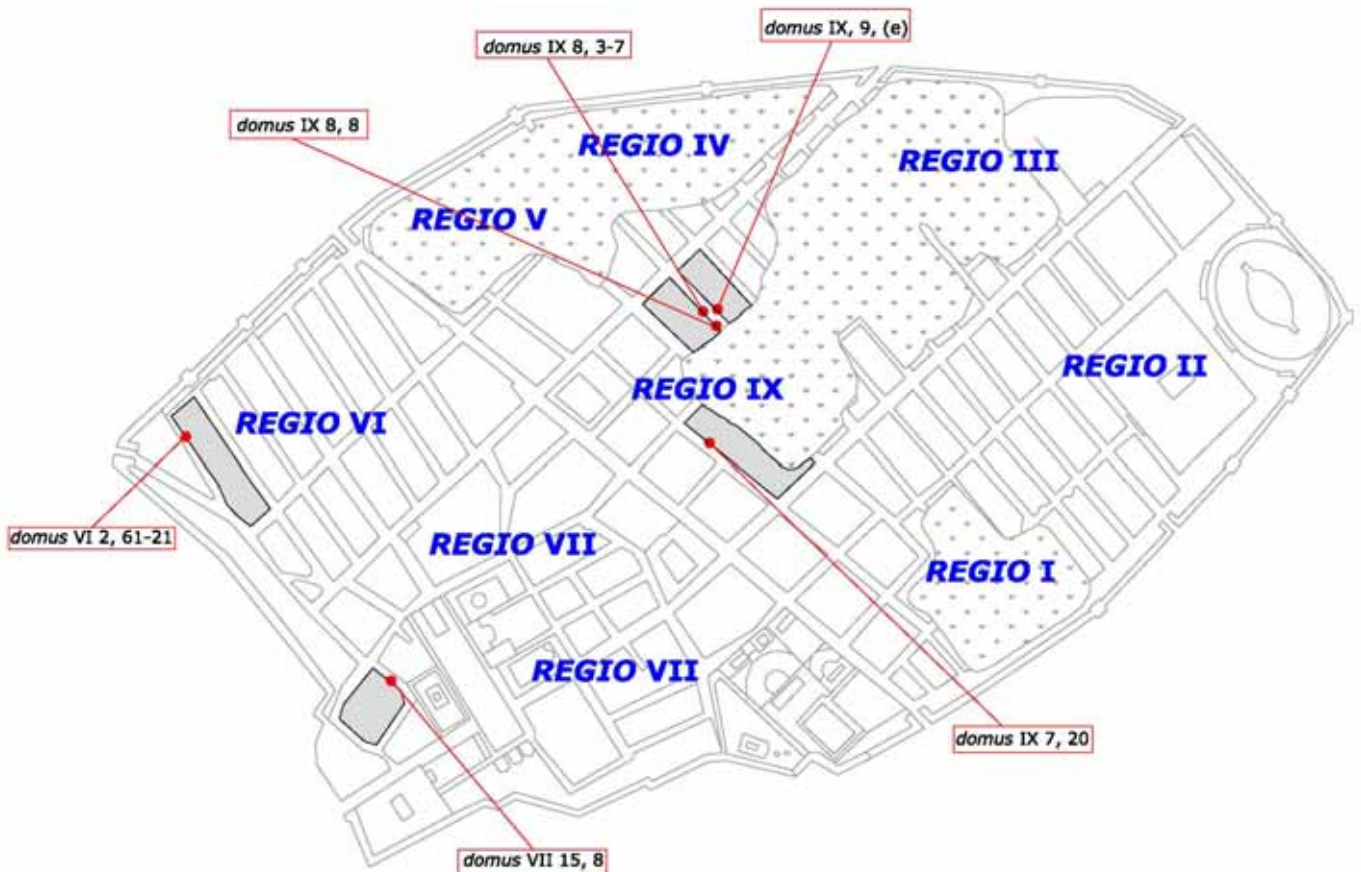 domus IX, 9, (e)
domus IX 8, 3-7
domus IX 8, 8
REGIO IV
REGIO III
REGIO V
REGIO II
REGIO IX
REGIO VI
domus VI 2, 61-21
REGIO VII
REGIO I
REGIO VII
domus IX 7, 20
domus VII 15, 8